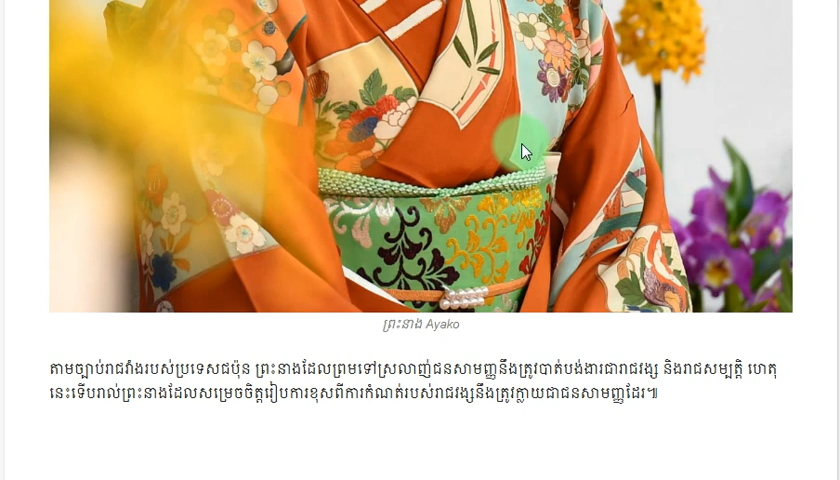 ព្រះនាង Ayako
តាមច្បាប់រាជវាំងរបស់ប្រទេសជប៉ុន ព្រះនាងដែលព្រមទៅស្រលាញ់ជនសាមញ្ញនឹងត្រូវបាត់បង់ងារជារាជវង្ស និងរាជសម្បត្តិ ហេតុ
នេះទើបរាល់ព្រះនាងដែលសម្រេចចិត្តរៀបការខុសពីការកំណត់របស់រាជវង្សនឹងត្រូវក្លាយជាជនសាមញ្ញដែរ៕